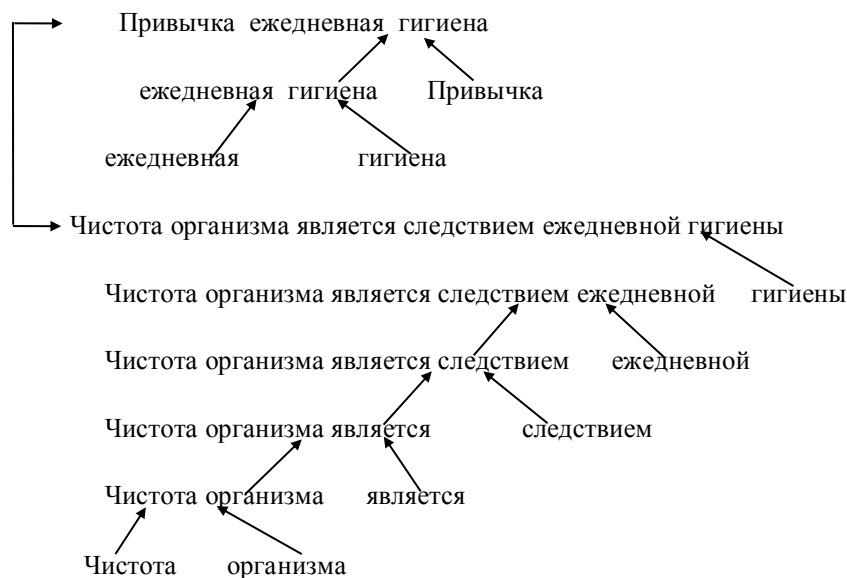 Привычка ежедневная гигиена
ежедневная гигиена Привычка
ежедневная гигиена
Чистота организма является следствием ежедневной гигиены
Чистота организма является следствием ежедневной гигиены
Чистота организма является следствием ежедневной
Чистота организма является следствием
Чистота организма является
Чистота организма